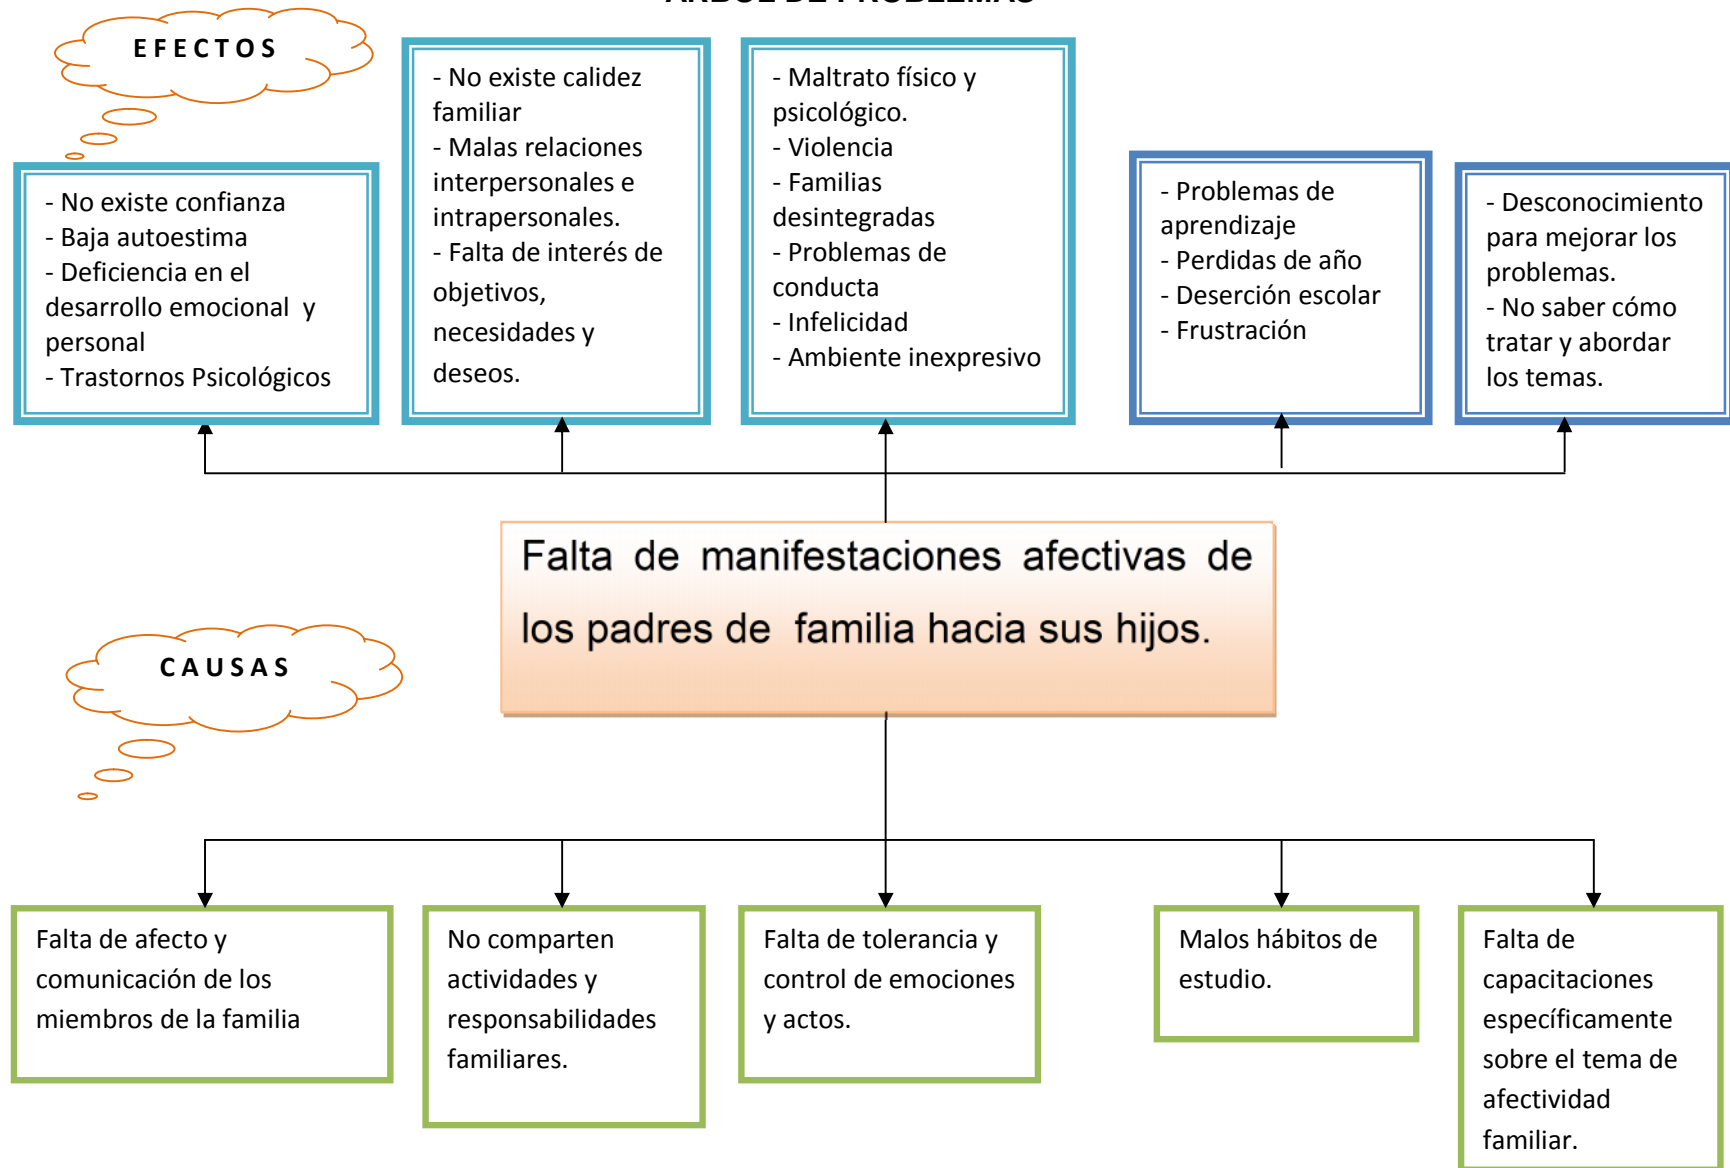 ÁRBOL DE PROBLEMAS
E F E C T O S
- No existe confianza
- Baja autoestima
- Deficiencia en el
desarrollo emocional y
personal
- Trastornos Psicológicos
- No existe calidez
familiar
- Malas relaciones
interpersonales e
intrapersonales.
- Falta de interés de
objetivos,
necesidades y
deseos.
- Maltrato físico y
psicológico.
- Violencia
- Familias
desintegradas
- Problemas de
conducta
- Infelicidad
- Ambiente inexpresivo
- Problemas de
aprendizaje
- Perdidas de año
- Deserción escolar
- Frustración
- Desconocimiento
para mejorar los
problemas.
- No saber cómo
tratar y abordar
los temas.
Falta de manifestaciones afectivas de
los padres de familia hacia sus hijos.
C A U S A S
Falta de afecto y
comunicación de los
miembros de la familia
No comparten
actividades y
responsabilidades
familiares.
Falta de tolerancia y
control de emociones
y actos.
Malos hábitos de
estudio.
Falta de
capacitaciones
específicamente
sobre el tema de
afectividad
familiar.